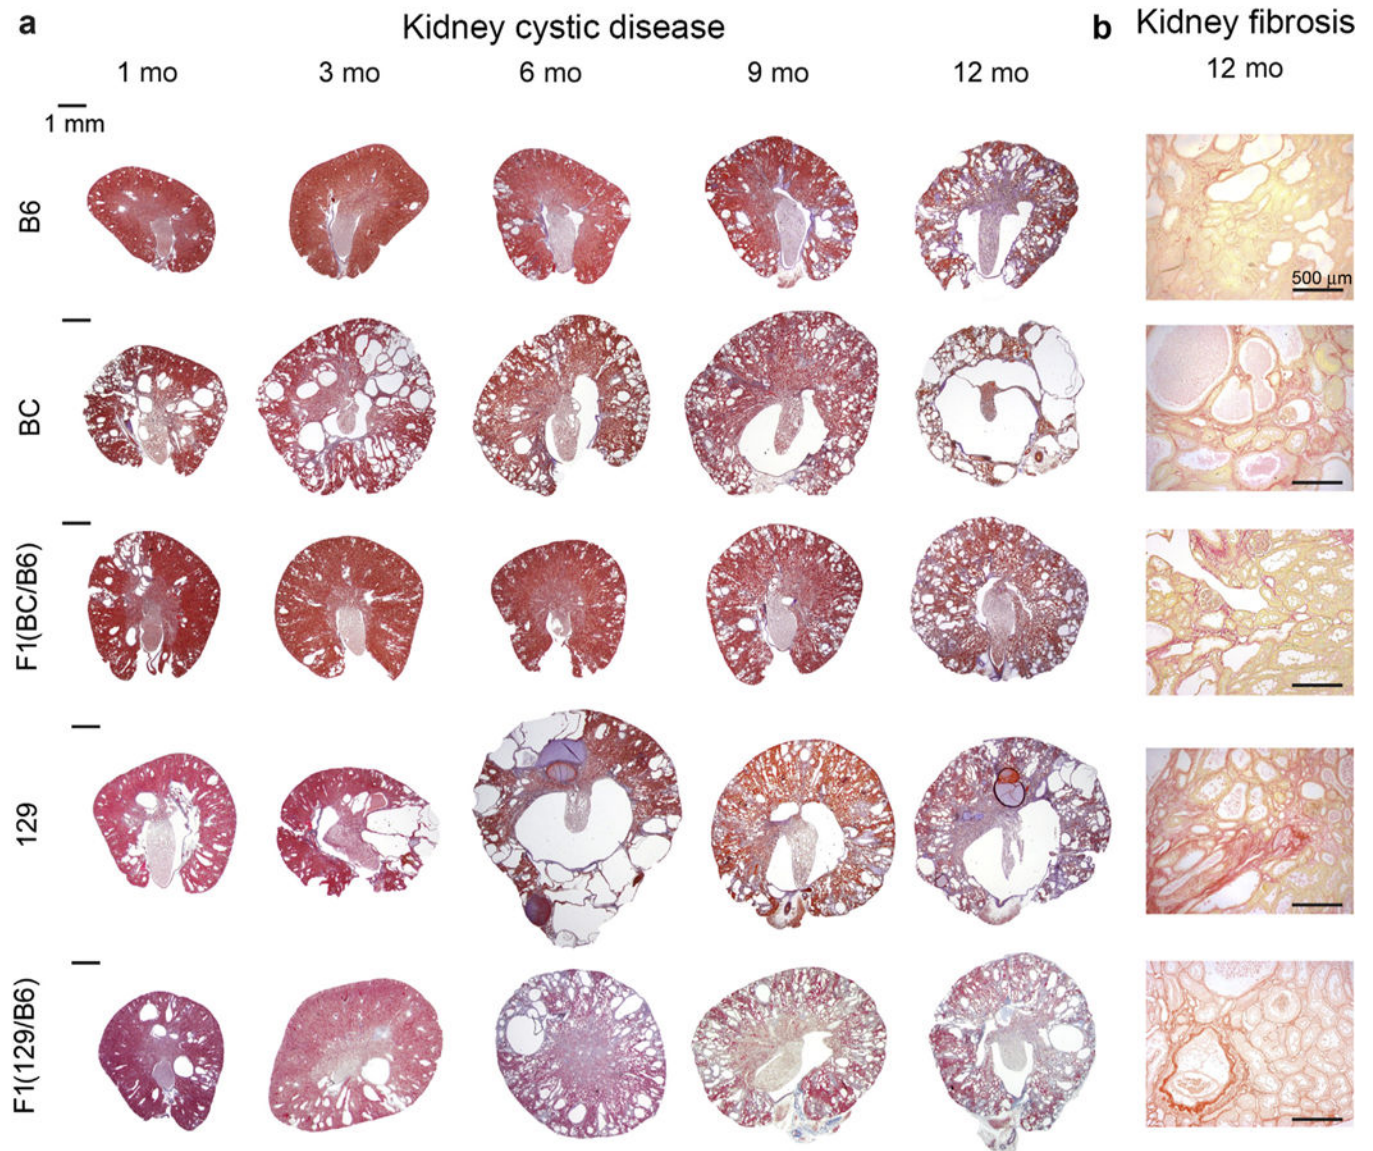 a Kidney cystic disease b Kidney fibrosis
1 mo 3 mo 6 mo 9 mo 12 mo 12 mo
1 mm
B6
500 μm
BC
F1(BC/B6)
129
F1(129/B6)